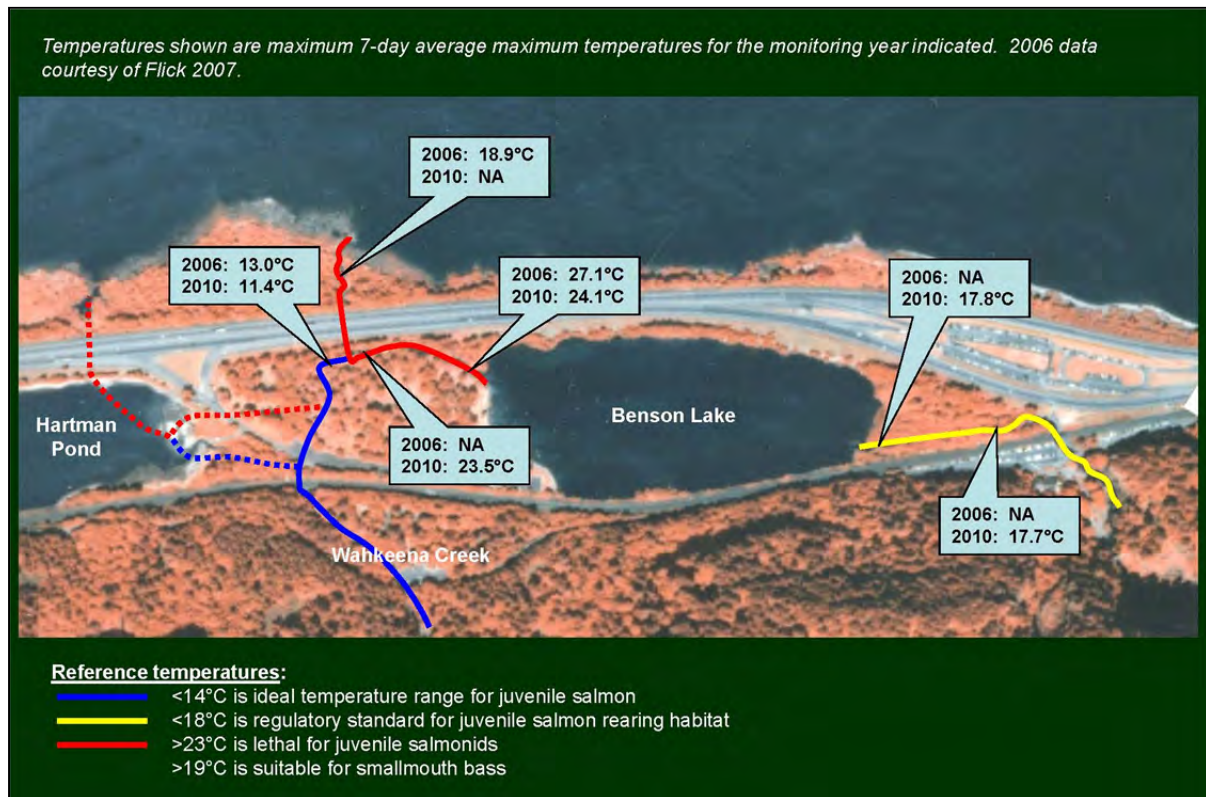 Temperatures shown are maximum 7-day average maximum temperatures for the monitoring year indicated.  2006 data
courtesy of Flick 2007.
2006:  18.9°C
2010:  NA
2006:  13.0°C
2010:  11.4°C
2006:  27.1°C
2010:  24.1°C
2006:  NA
2010:  17.8°C
Hartman
Pond
Benson Lake
2006:  NA
2010:  23.5°C
2006:  NA
2010:  17.7°C
Wahkeena Creek
Reference temperatures:
<14°C is ideal temperature range for juvenile salmon
<18°C is regulatory standard for juvenile salmon rearing habitat
>23°C is lethal for juvenile salmonids
>19°C is suitable for smallmouth bass